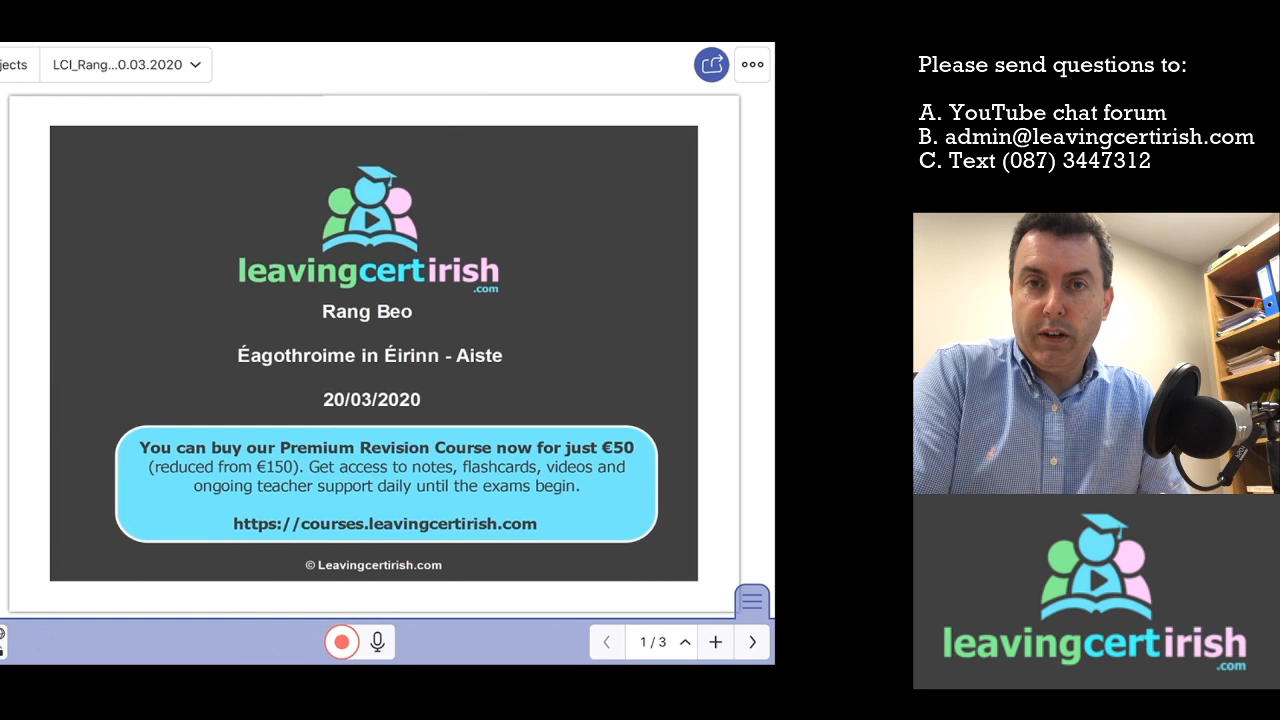 jects
LCI_Rang...0.03.2020
leavingcertirish
.com
Rang Beo
Éagothroime in Éirinn - Aiste
20/03/2020
You can buy our Premium Revision Course now for just €50
(reduced from €150). Get access to notes, flashcards, videos and
ongoing teacher support daily until the exams begin.
https://courses.leavingcertirish.com
© Leavingcertirish.com
1 / 3
Please send questions to:
A. YouTube chat forum
B. admin@leavingcertirish.com
C. Text (087) 3447312
leavingcertirish
.com